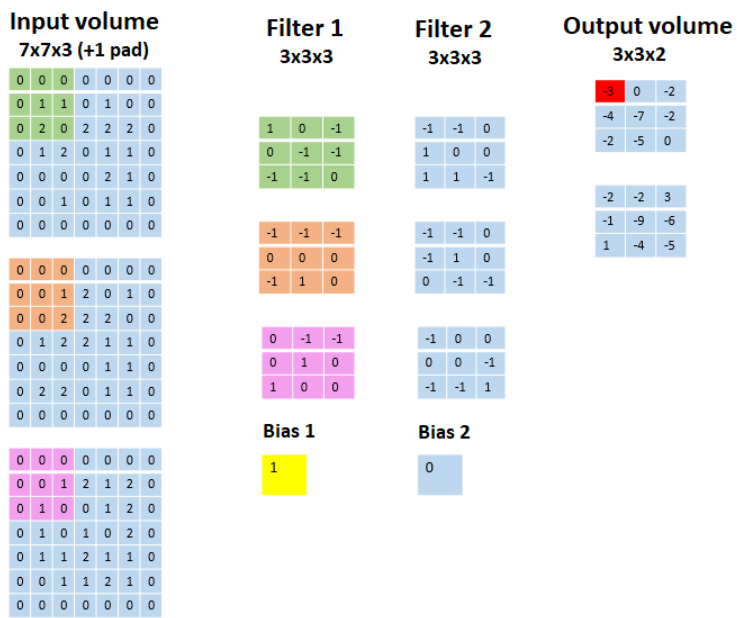 Input volume
7x7x3 (+1 pad)
0 0 0 0 0 0 0
0 1 1 0 1 0 0
0 2 0 2 2 2 0
0 1 2 0 1 1 0
0 0 0 0 2 1 0
0 0 1 0 1 1 0
0 0 0 0 0 0 0
0 0 0 0 0 0 0
0 0 1 2 0 1 0
0 0 2 2 2 0 0
0 1 2 2 1 1 0
0 0 0 0 1 1 0
0 2 2 0 1 1 0
0 0 0 0 0 0 0
0 0 0 0 0 0 0
0 0 1 2 1 2 0
0 1 0 0 1 2 0
0 1 0 1 0 2 0
0 1 1 2 1 1 0
0 0 1 1 2 1 0
0 0 0 0 0 0 0
Filter 1
3x3x3
1 0 -1
0 -1 -1
-1 -1 0
-1 -1 -1
0 0 0
-1 1 0
0 -1 -1
0 1 0
1 0 0
Bias 1
1
Filter 2
3x3x3
-1 -1 0
1 0 0
1 1 -1
-1 -1 0
-1 1 0
0 -1 -1
-1 0 0
0 0 -1
-1 -1 1
Bias 2
0
Output volume
3x3x2
-3 0 -2
-4 -7 -2
-2 -5 0
-2 -2 3
-1 -9 -6
1 -4 -5